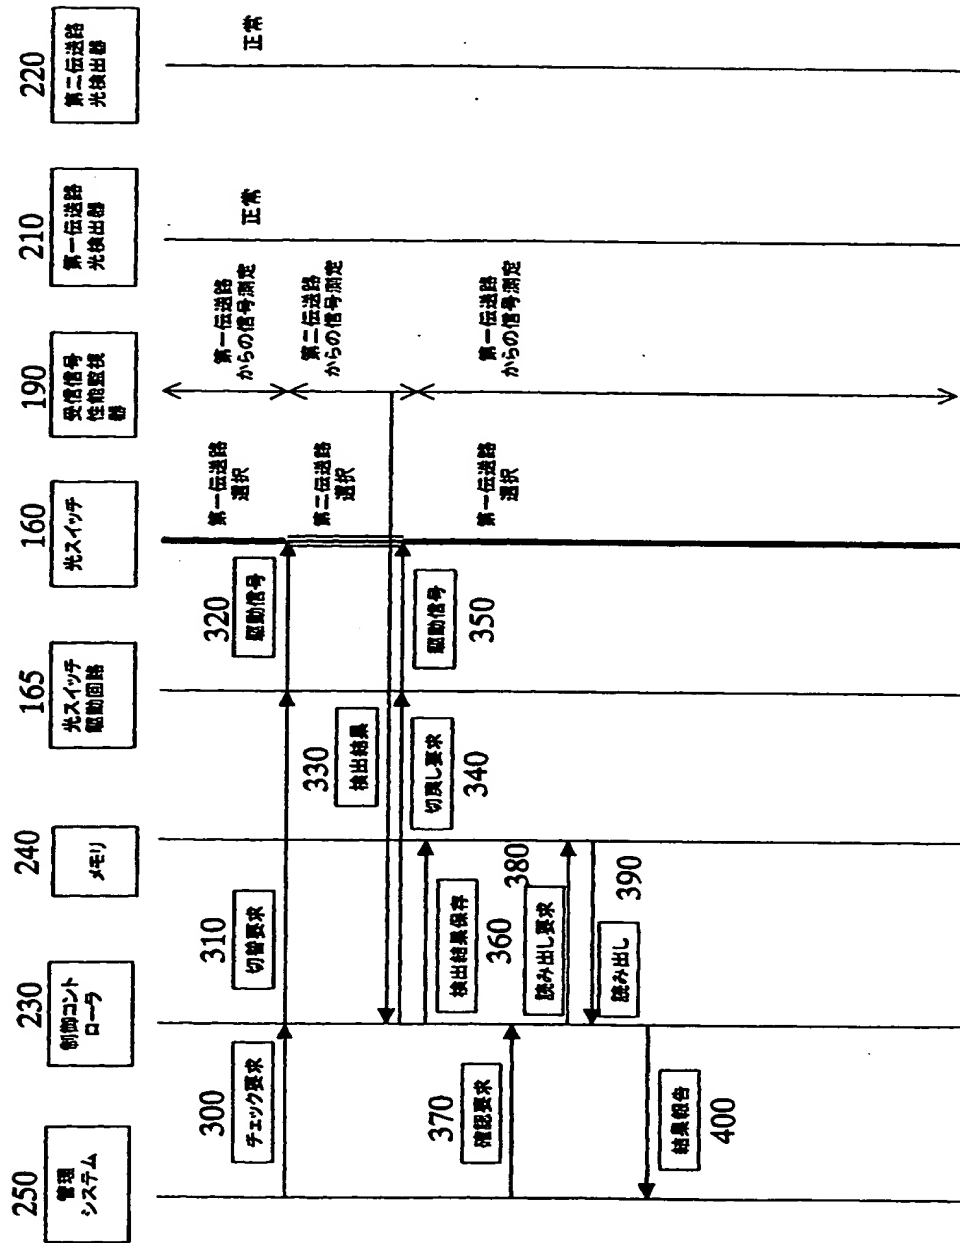 250
管理
システム
230
制御コント
ローラ
240
メモリ
165
光スイッチ
駆動回路
160
光スイッチ
190
受信信号
性能監視
器
210
第一伝送路
光検出器
220
第二伝送路
光検出器
300
チェック要求
310
切替要求
320
駆動信号
第一伝送路
選択
第一伝送路
からの信号測定
正常
正常
330
検出結果
第二伝送路
選択
第二伝送路
からの信号測定
切戻し要求
340
駆動信号
350
第一伝送路
選択
第一伝送路
からの信号測定
検出結果保存
360
370
確認要求
380
読み出し要求
読み出し
390
結果報告
400